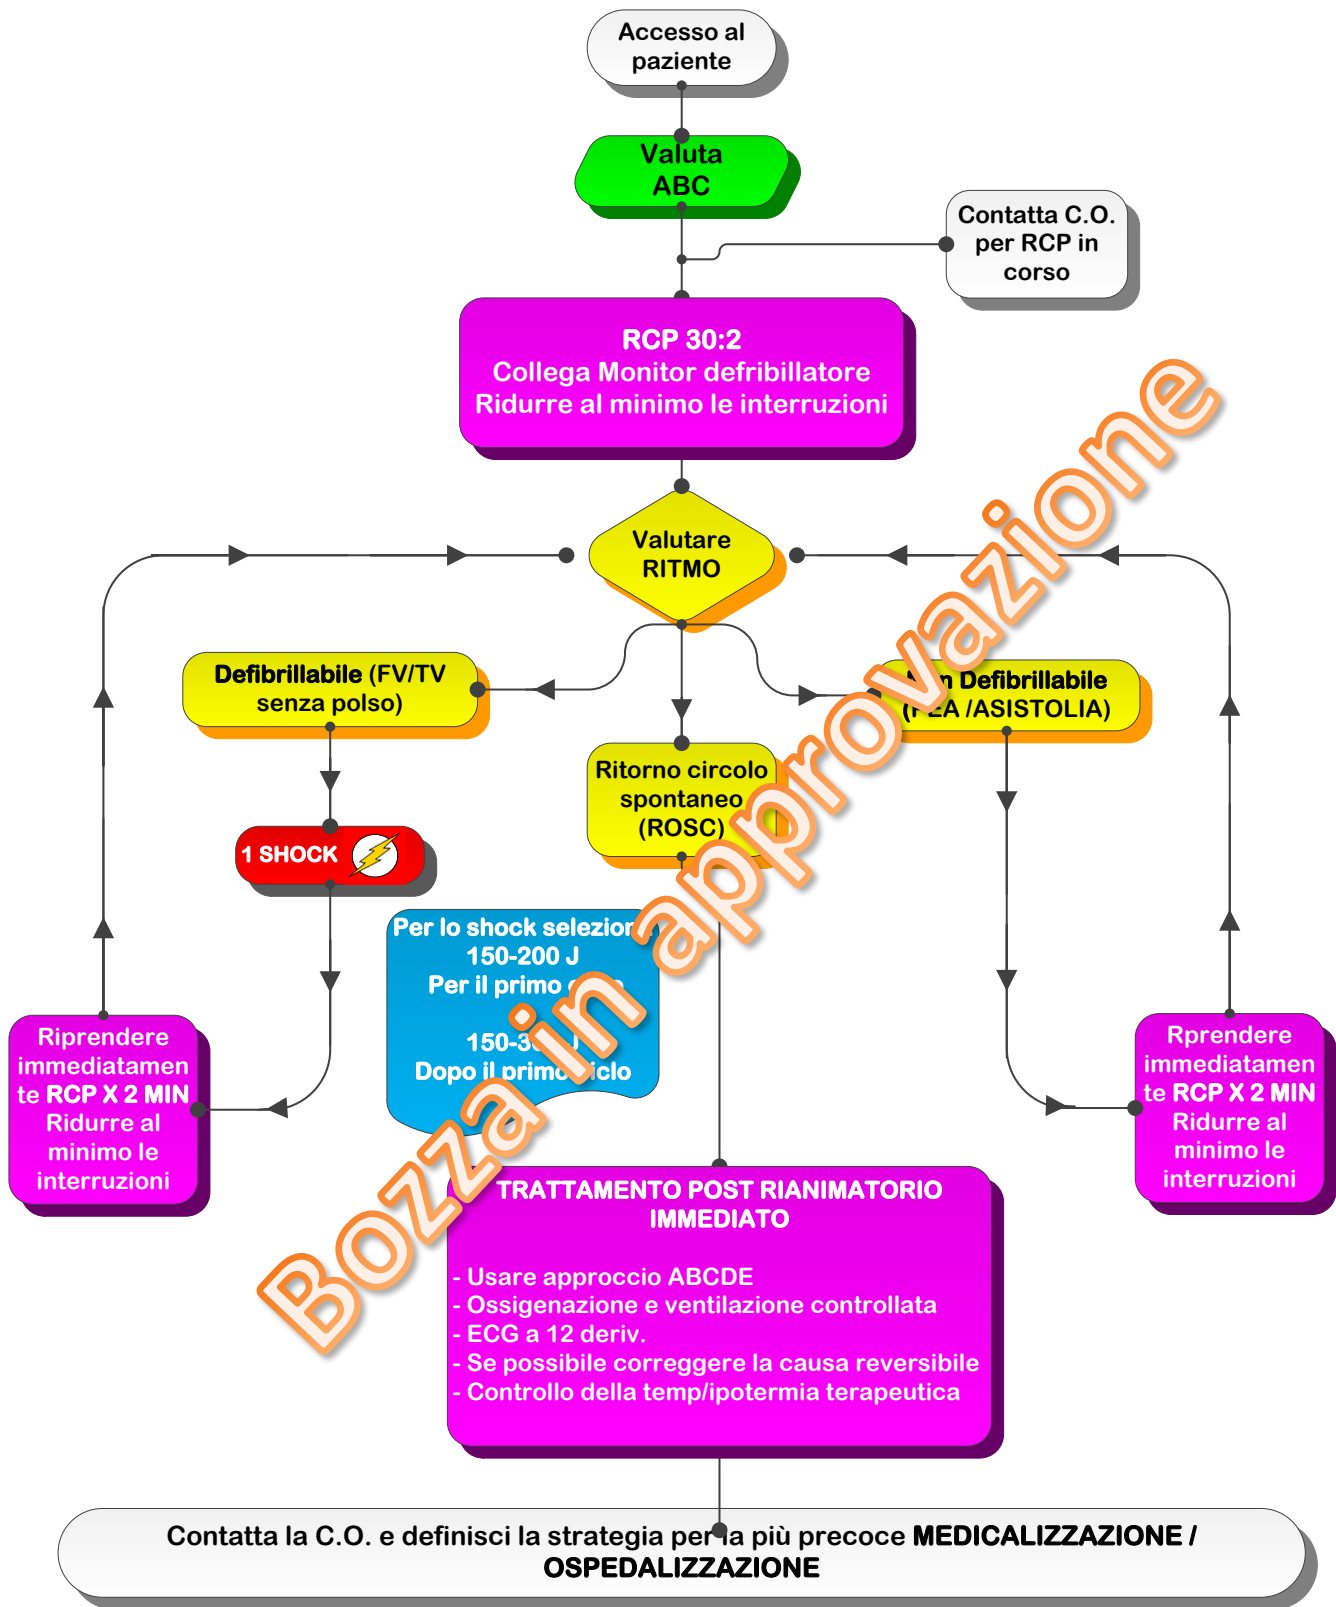 Accesso al
paziente
Valuta
ABC
Contatta C.O.
per RCP in
corso
RCP 30:2
Collega Monitor defribillatore
Ridurre al minimo le interruzioni
Valutare
RITMO
Defibrillabile (FV/TV
senza polso)
Defibrillabile
/ASISTOLIA)
Ritorno circolo
spontaneo
(ROSC)
1 SHOCK
Per lo shock
150-200 J
Per il primo
Dopo il primo
Riprendere
immediatamen
te RCP X 2 MIN
Ridurre al
minimo le
interruzioni
Rprendere
immediatamen
te RCP X 2 MIN
Ridurre al
minimo le
interruzioni
TRATTAMENTO POST RIANIMATORIO
IMMEDIATO
- Usare approccio ABCDE
- Ossigenazione e ventilazione controllata
- ECG a 12 deriv.
- Se possibile correggere la causa reversibile
- Controllo della temp/ipotermia terapeutica
Contatta la C.O. e definisci la strategia per la più precoce MEDICALIZZAZIONE /
OSPEDALIZZAZIONE
Bozza in approvazione